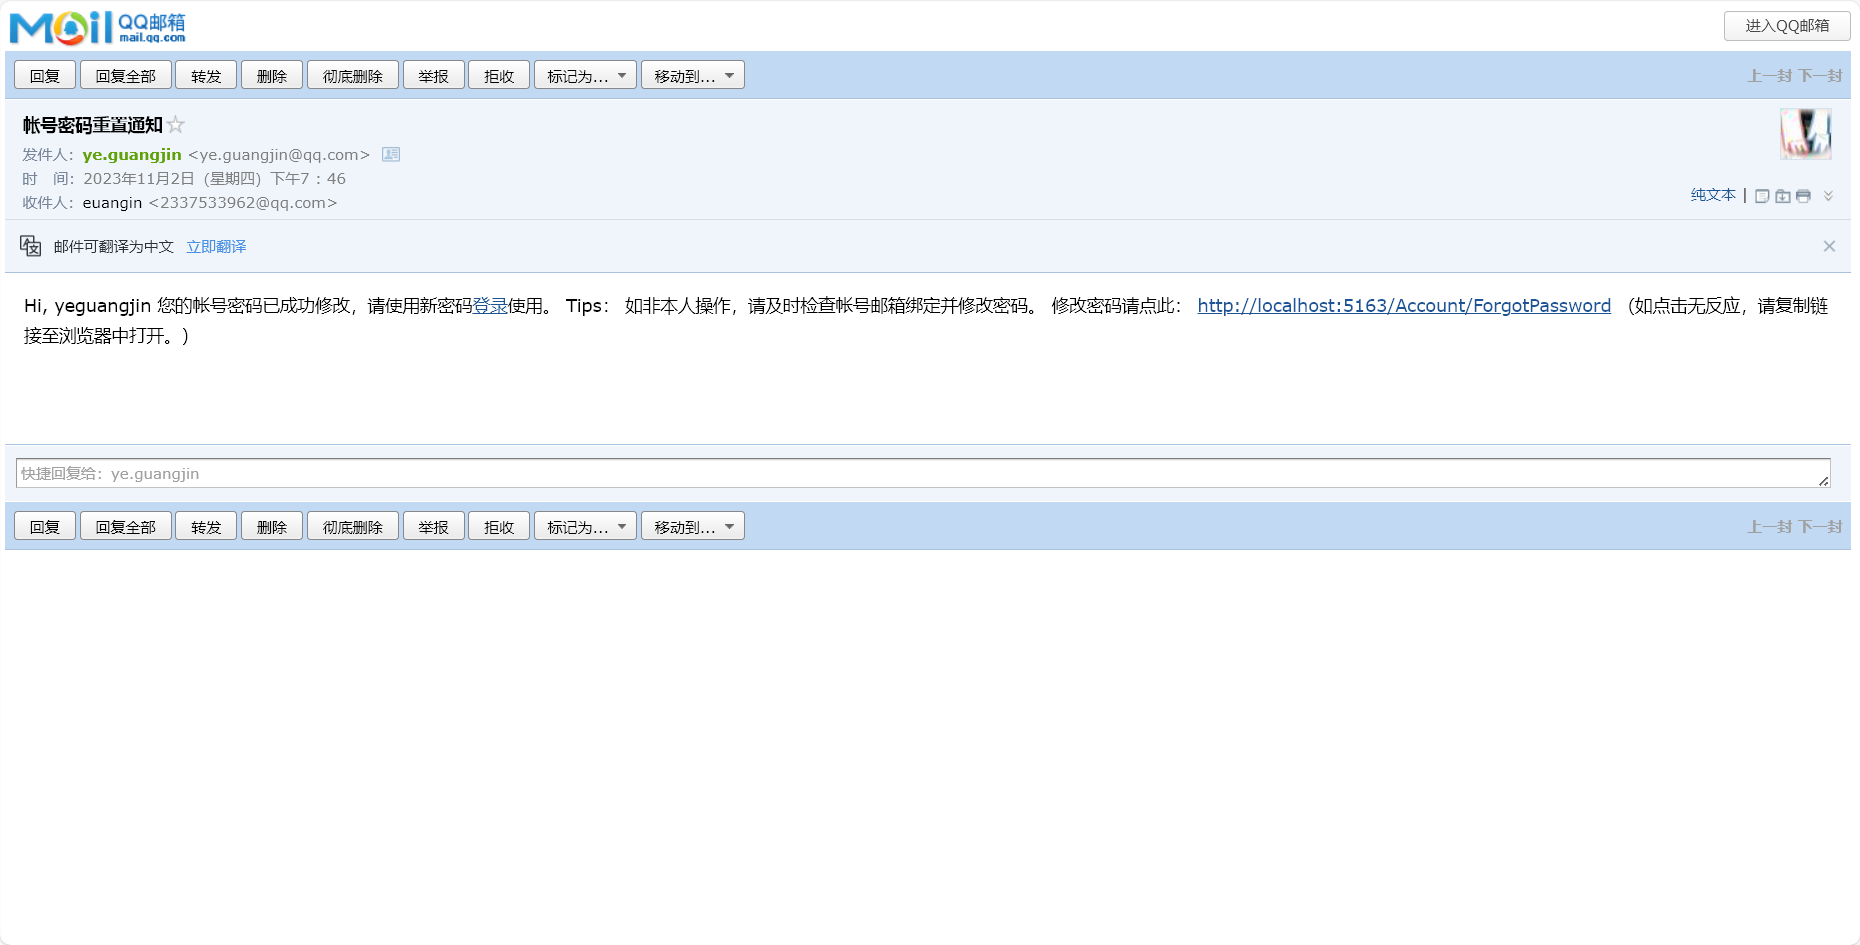 Mail QQ邮箱
mail.qq.com
进入QQ邮箱
回复 回复全部 转发 删除 彻底删除 举报 拒收 标记为... 移动到... 上一封 下一封
帐号密码重置通知
发件人：ye.guangjin <ye.guangjin@qq.com>
时 间：2023年11月2日（星期四）下午7：46
收件人：euangin <2337533962@qq.com>
纯文本 |
邮件可翻译为中文 立即翻译
Hi, yeguangjin 您的帐号密码已成功修改，请使用新密码登录使用。 Tips： 如非本人操作，请及时检查帐号邮箱绑定并修改密码。 修改密码请点此： http://localhost:5163/Account/ForgotPassword （如点击无反应，请复制链
接至浏览器中打开。）
快捷回复给：ye.guangjin
回复 回复全部 转发 删除 彻底删除 举报 拒收 标记为... 移动到... 上一封 下一封